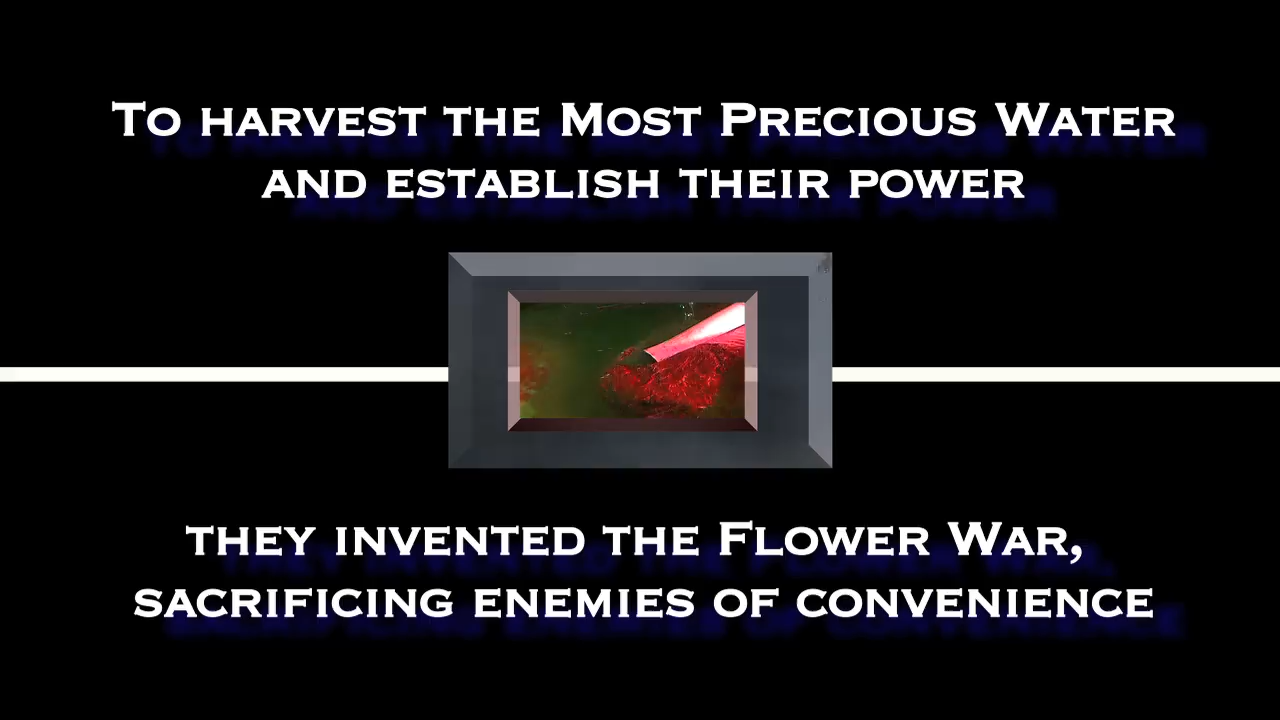 To harvest the Most Precious Water
and establish their power
they invented the Flower War,
sacrificing enemies of convenience